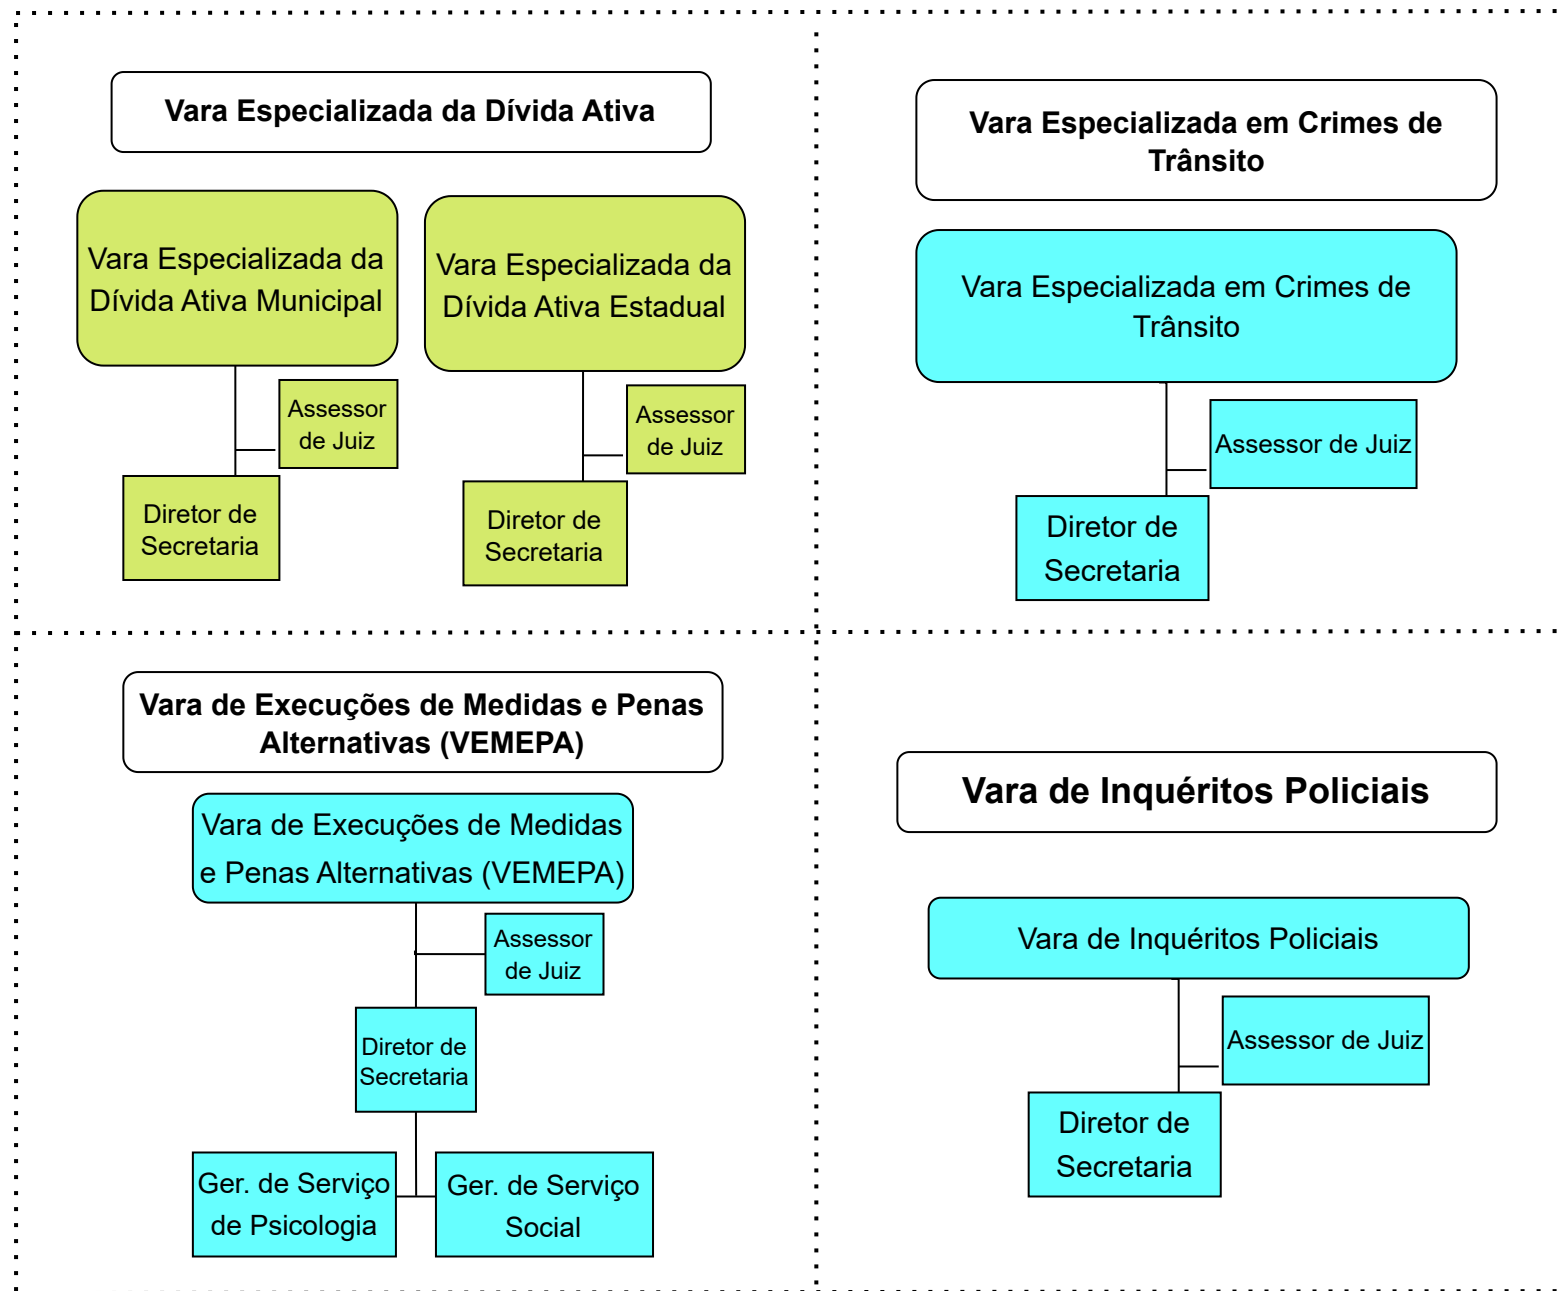 Vara Especializada da Dívida Ativa
Vara Especializada da
Dívida Ativa Municipal
Assessor
de Juiz
Diretor de
Secretaria
Vara Especializada da
Dívida Ativa Estadual
Assessor
de Juiz
Diretor de
Secretaria
Vara Especializada em Crimes de
Trânsito
Vara Especializada em Crimes de
Trânsito
Assessor de Juiz
Diretor de
Secretaria
Vara de Execuções de Medidas e Penas
Alternativas (VEMEPA)
Vara de Execuções de Medidas
e Penas Alternativas (VEMEPA)
Assessor
de Juiz
Diretor de
Secretaria
Ger. de Serviço
de Psicologia
Ger. de Serviço
Social
Vara de Inquéritos Policiais
Vara de Inquéritos Policiais
Assessor de Juiz
Diretor de
Secretaria